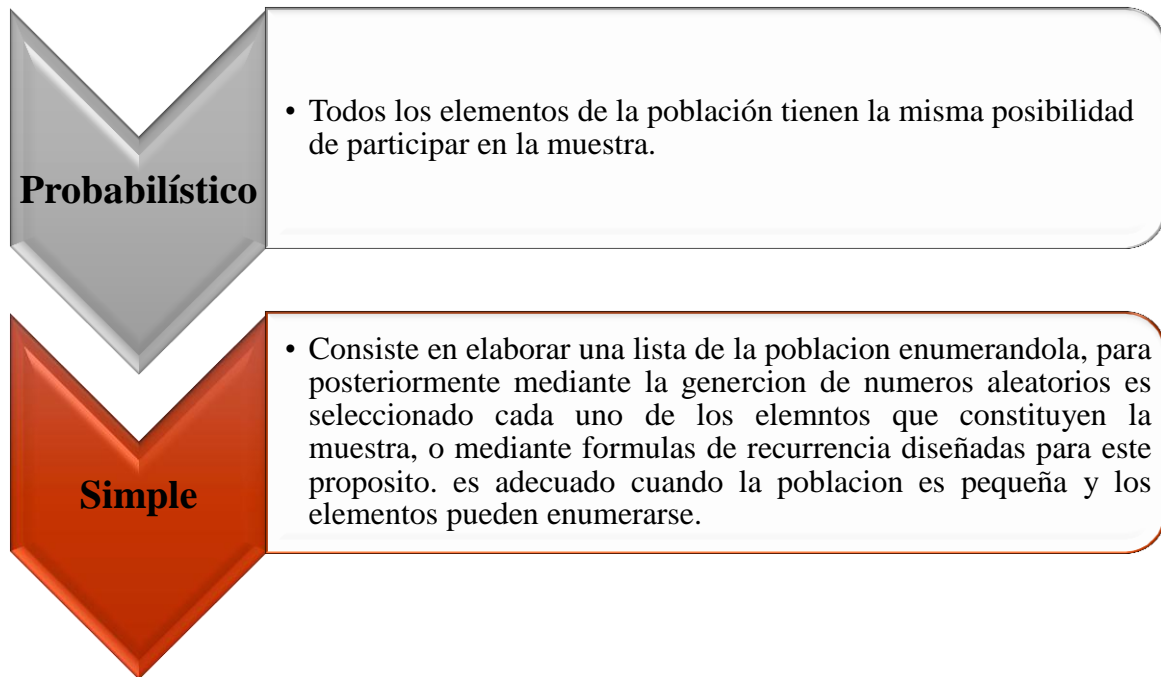 Probabilístico
• Todos los elementos de la población tienen la misma posibilidad
de participar en la muestra.
Simple
• Consiste en elaborar una lista de la poblacion enumerandola, para
posteriormente mediante la genercion de numeros aleatorios es
seleccionado cada uno de los elemntos que constituyen la
muestra, o mediante formulas de recurrencia diseñadas para este
proposito. es adecuado cuando la poblacion es pequeña y los
elementos pueden enumerarse.